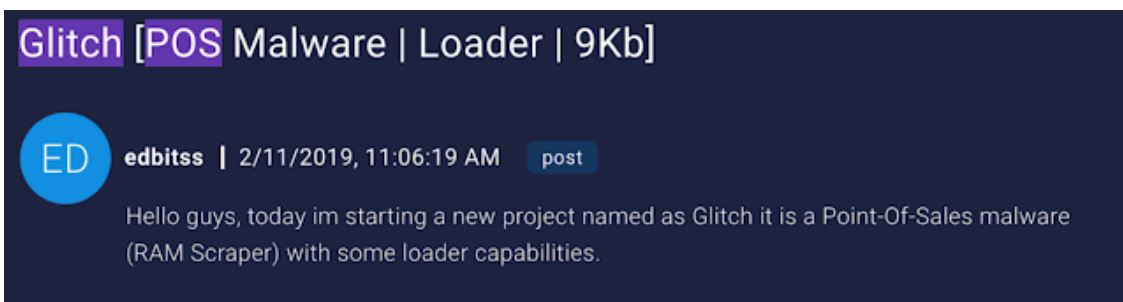 Glitch [POS Malware | Loader | 9Kb]
ED
edbitss | 2/11/2019, 11:06:19 AM post
Hello guys, today im starting a new project named as Glitch it is a Point-Of-Sales malware
(RAM Scraper) with some loader capabilities.